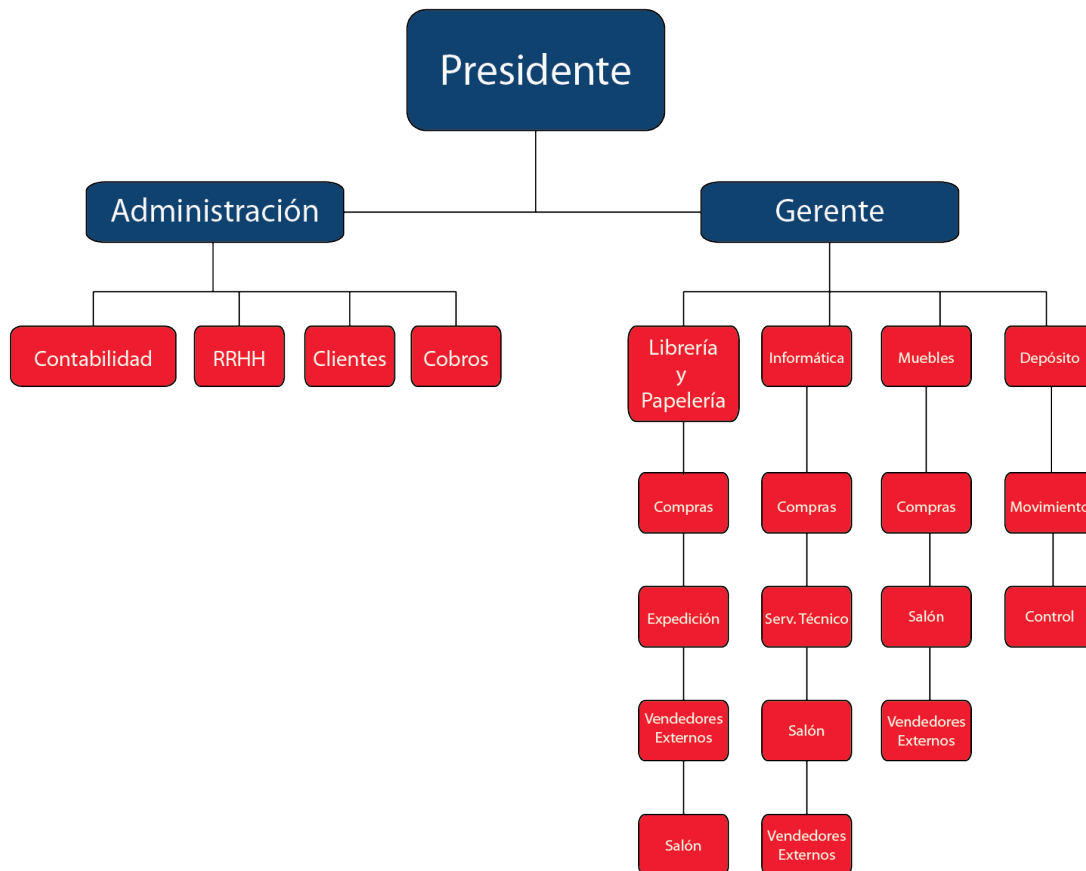 Presidente
Administración
Gerente
Contabilidad
RRHH
Clientes
Cobros
Librería
y
Papelería
Informática
Muebles
Depósito
Compras
Compras
Compras
Movimiento
Expedición
Serv. Técnico
Salón
Control
Vendedores
Externos
Salón
Vendedores
Externos
Salón
Vendedores
Externos